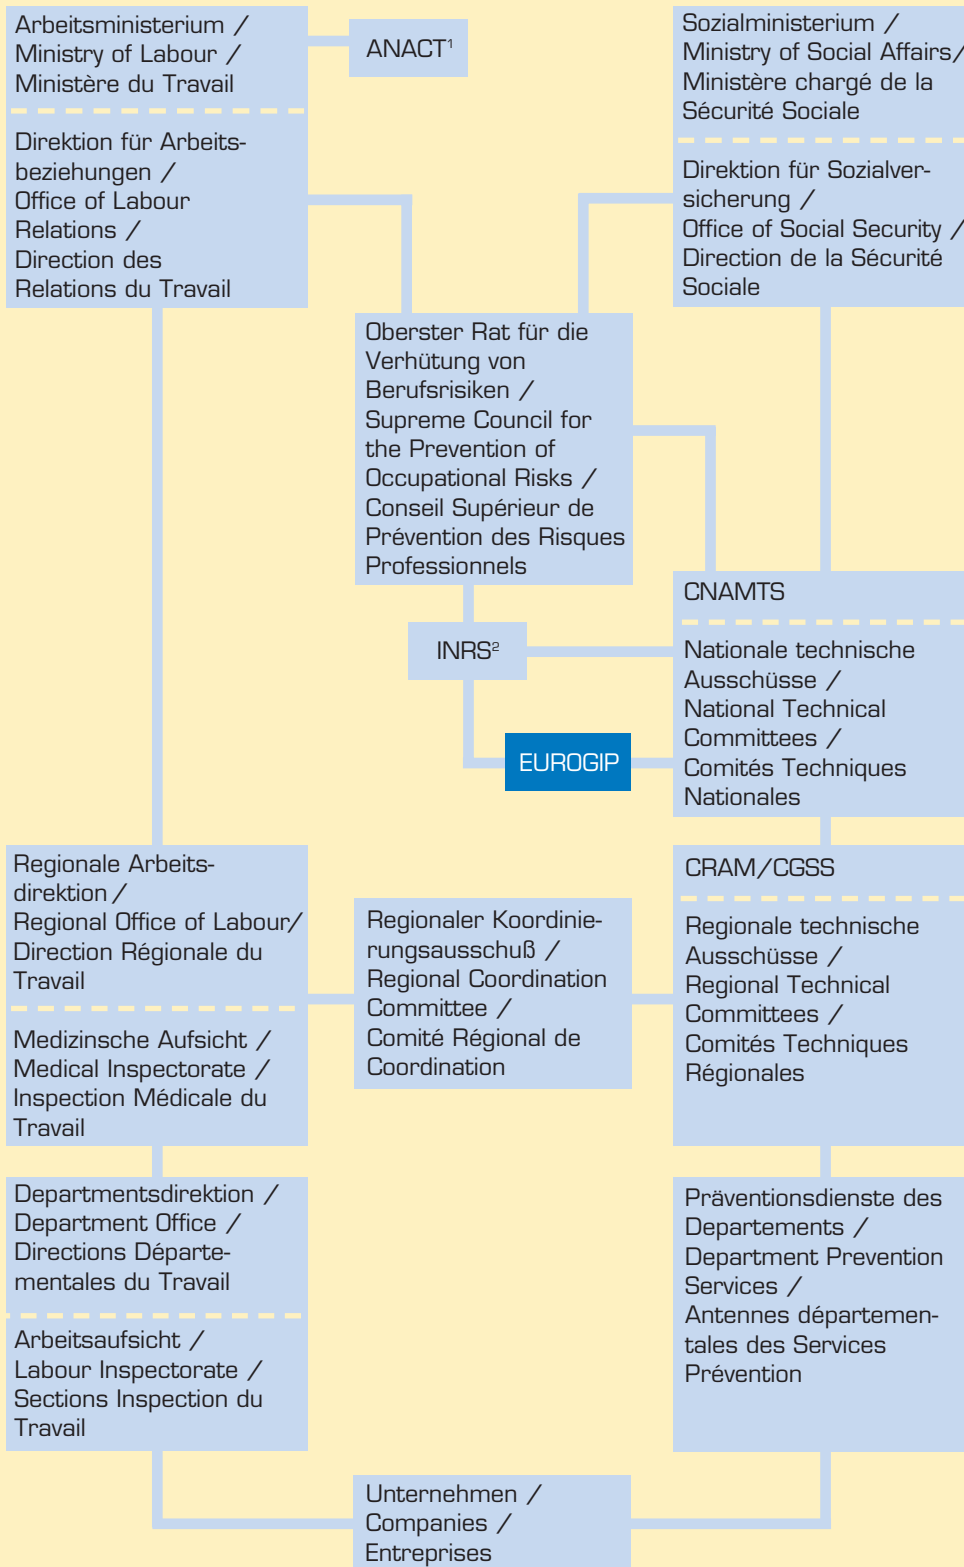 Arbeitsministerium /
Ministry of Labour /
Ministère du Travail
ANACT¹
Sozialministerium /
Ministry of Social Affairs/
Ministère chargé de la
Sécurité Sociale
Direktion für Arbeits-
beziehungen /
Office of Labour
Relations /
Direction des
Relations du Travail
Direktion für Sozialver-
sicherung /
Office of Social Security /
Direction de la Sécurité
Sociale
Oberster Rat für die
Verhütung von
Berufsrisiken /
Supreme Council for
the Prevention of
Occupational Risks /
Conseil Supérieur de
Prévention des Risques
Professionnels
CNAMTS
INRS²
Nationale technische
Ausschüsse /
National Technical
Committees /
Comités Techniques
Nationales
EUROGIP
Regionale Arbeits-
direktion /
Regional Office of Labour/
Direction Régionale du
Travail
Medizinsche Aufsicht /
Medical Inspectorate /
Inspection Médicale du
Travail
Regionaler Koordinie-
rungsausschuß /
Regional Coordination
Committee /
Comité Régional de
Coordination
CRAM/CGSS
Regionale technische
Ausschüsse /
Regional Technical
Committees /
Comités Techniques
Régionales
Departmentsdirektion /
Department Office /
Directions Départe-
mentales du Travail
Arbeitsaufsicht /
Labour Inspectorate /
Sections Inspection du
Travail
Präventionsdienste des
Departements /
Department Prevention
Services /
Antennes départemen-
tales des Services
Prévention
Unternehmen /
Companies /
Entreprises